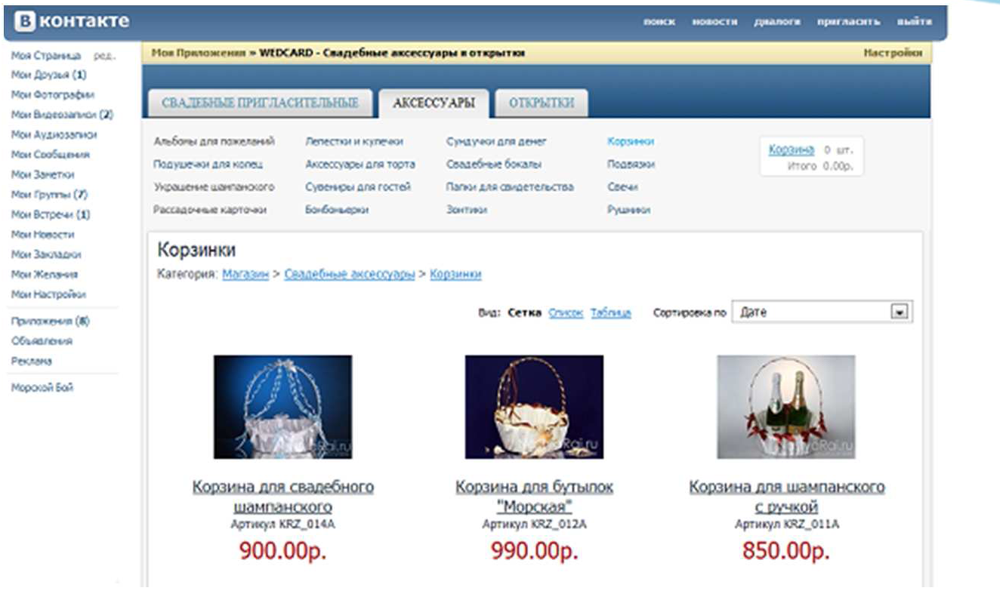 В контакте
поиск новости диалоги пригласить выйти
Моя Страница ред.
Мои Друзья (1)
Мои Фотографии
Мои Видеозаписи (2)
Мои Аудиозаписи
Мои Сообщения
Мои Заметки
Мои Группы (7)
Мои Встречи (1)
Мои Новости
Мои Закладки
Мои Желания
Мои Настройки
Приложения (8)
Объявления
Реклама
Морской Бой
Мои Приложения » WEDCARD - Свадебные аксессуары и открытки
Настройки
СВАДЕБНЫЕ ПРИГЛАСИТЕЛЬНЫЕ АКСЕССУАРЫ ОТКРЫТКИ
Альбомы для пожеланий Лепестки и кулечки Сундучки для денег Корзинки
Подушечки для колец Аксессуары для торта Свадебные бокалы Подвязки
Украшение шампанского Сувениры для гостей Папки для свидетельства Свечи
Рассадочные карточки Бонбоньерки Зонтики Рушники
Корзина 0 шт.
Итого 0.00р.
Корзинки
Категория: Магазин > Свадебные аксессуары > Корзинки
Вид: Сетка Список Таблица Сортировка по Дате
Корзина для свадебного
шампанского
Артикул KRZ_014A
900.00р.
Корзина для бутылок
"Морская"
Артикул KRZ_012A
990.00р.
Корзина для шампанского
с ручкой
Артикул KRZ_011A
850.00р.